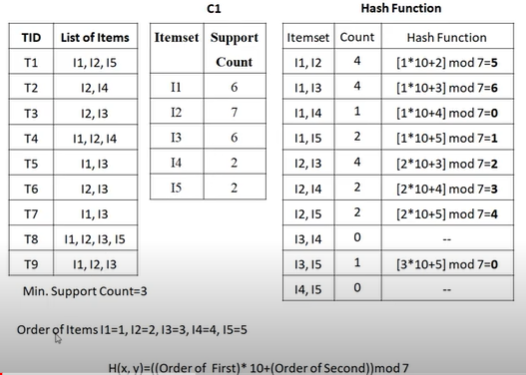 C1
Hash Function
TID List of Items
T1 I1, I2, I5
T2 I2, I4
T3 I2, I3
T4 I1, I2, I4
T5 I1, I3
T6 I2, I3
T7 I1, I3
T8 I1, I2, I3, I5
T9 I1, I2, I3
Min. Support Count=3
Itemset Support Count
I1 6
I2 7
I3 6
I4 2
I5 2
Itemset Count Hash Function
I1, I2 4 [1*10+2] mod 7=5
I1, I3 4 [1*10+3] mod 7=6
I1, I4 1 [1*10+4] mod 7=0
I1, I5 2 [1*10+5] mod 7=1
I2, I3 4 [2*10+3] mod 7=2
I2, I4 2 [2*10+4] mod 7=3
I2, I5 2 [2*10+5] mod 7=4
I3, I4 0 --
I3, I5 1 [3*10+5] mod 7=0
I4, I5 0 --
Order of Items I1=1, I2=2, I3=3, I4=4, I5=5
H(x, y)=((Order of First)* 10+(Order of Second))mod 7